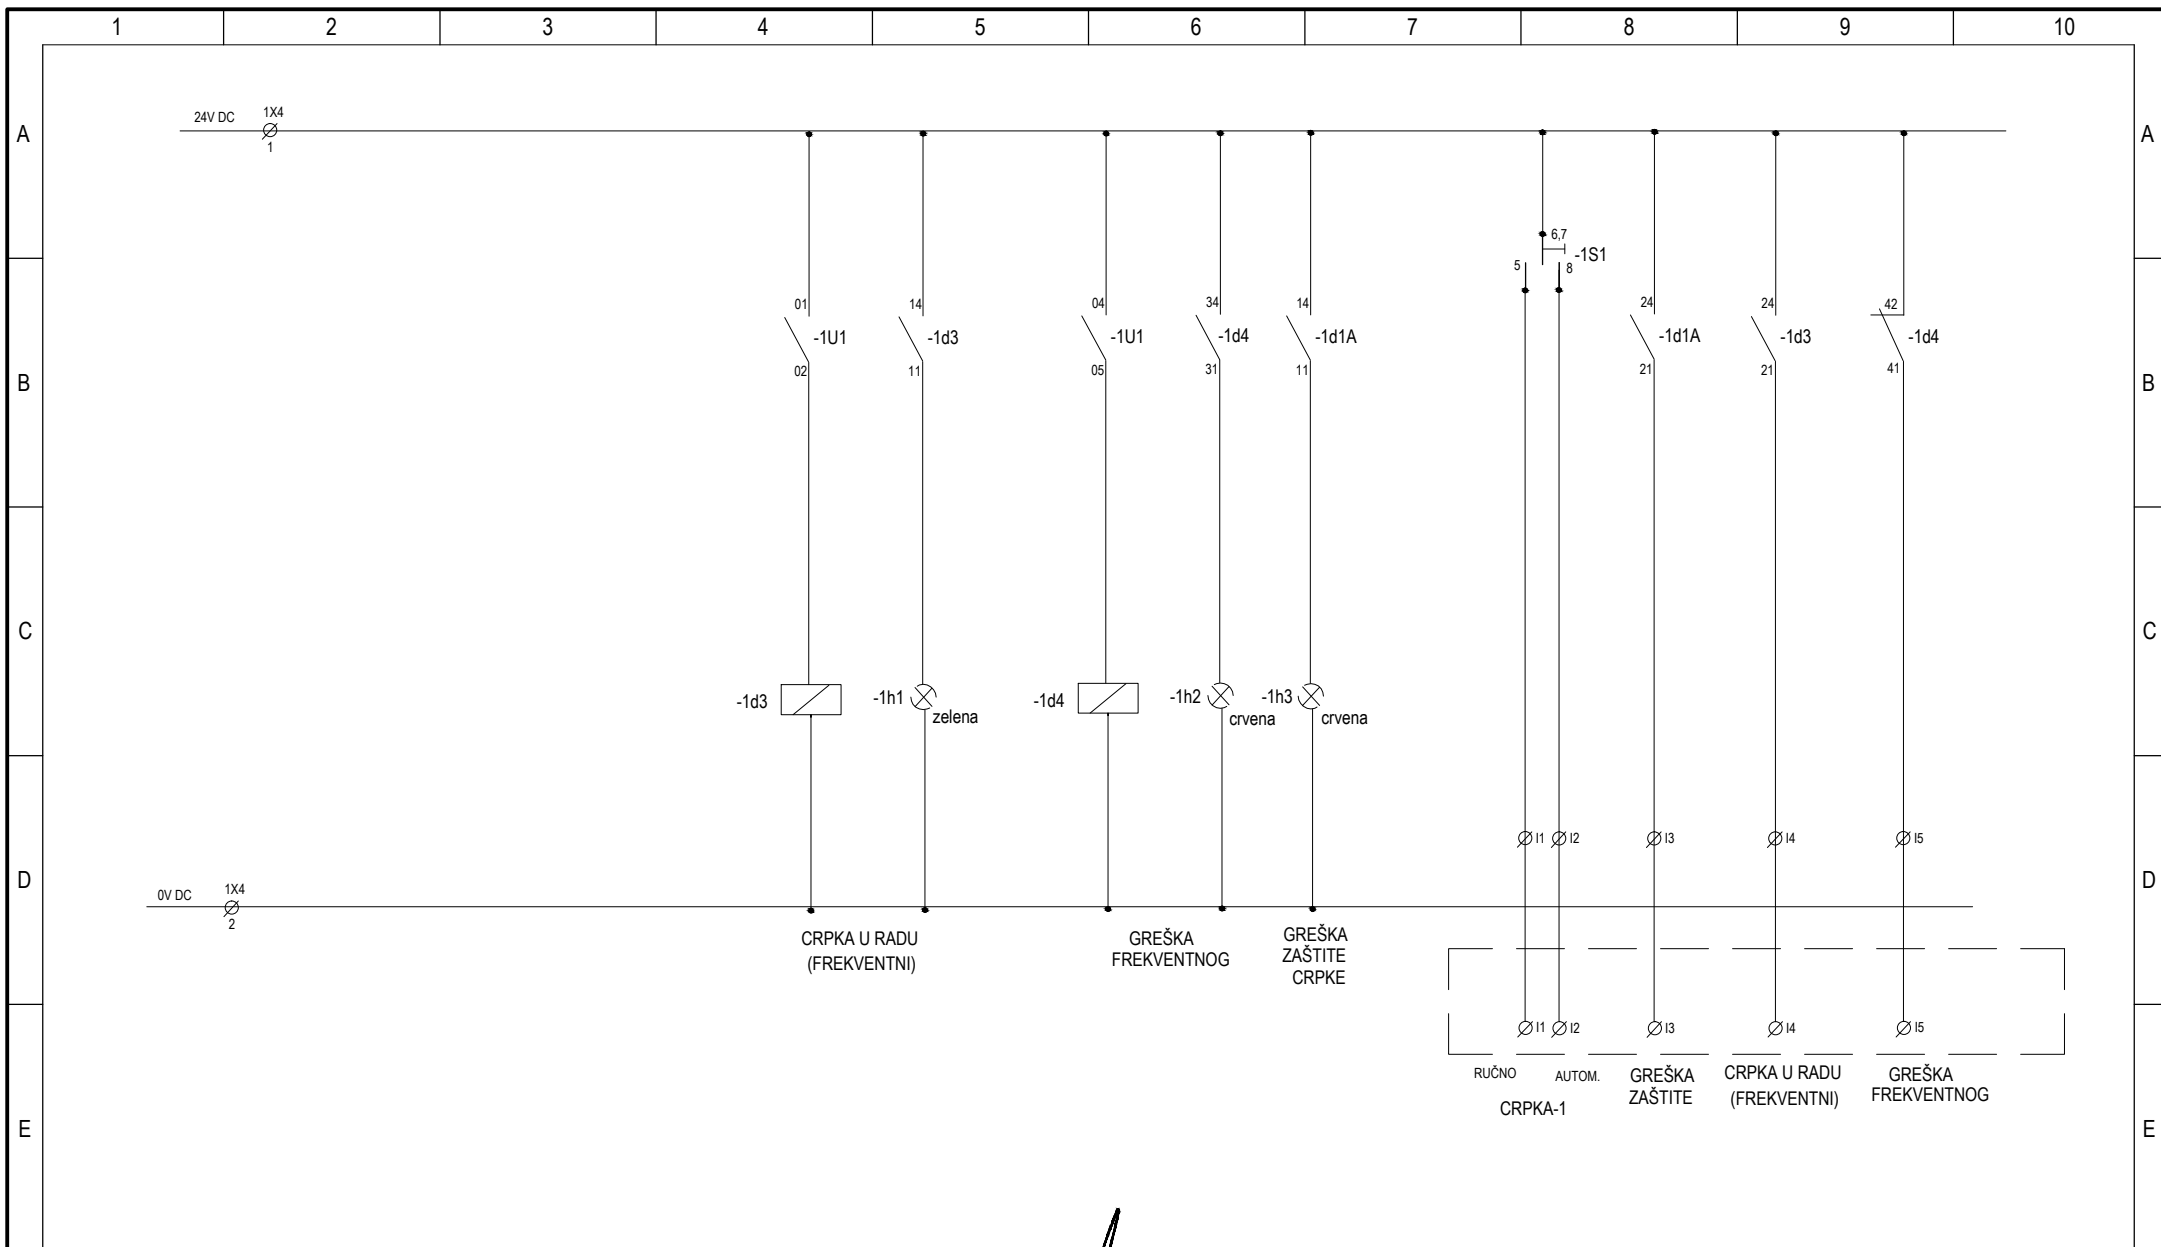 1 2 3 4 5 6 7 8 9 10
A A
24V DC 1X4
1
6,7
-1S1
5 8
B B
01 14 04 34 14 24 24 42
-1U1 -1d3 -1U1 -1d4 -1d1A -1d1A -1d3 -1d4
02 11 05 31 11 21 21 41
C C
-1d3 -1h1 -1d4 -1h2 -1h3
zelena crvena crvena
I1 I2 I3 I4 I5
D D
0V DC 1X4
2
CRPKA U RADU
(FREKVENTNI)
GREŠKA
FREKVENTNOG
GREŠKA
ZAŠTITE
CRPKE
I1 I2 I3 I4 I5
RUČNO AUTOM.
CRPKA-1
GREŠKA
ZAŠTITE
CRPKA U RADU
(FREKVENTNI)
GREŠKA
FREKVENTNOG
E E